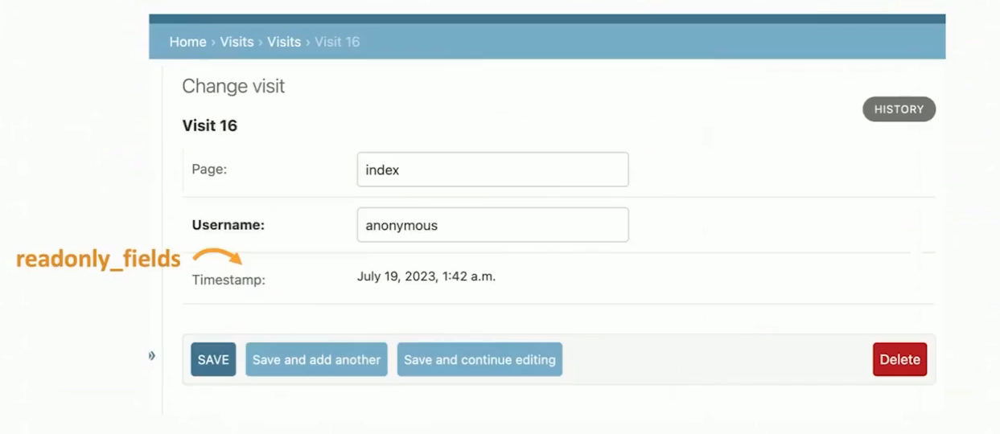 Home › Visits › Visits › Visit 16
Change visit
HISTORY
Visit 16
Page: index
Username: anonymous
readonly_fields
Timestamp: July 19, 2023, 1:42 a.m.
SAVE Save and add another Save and continue editing Delete